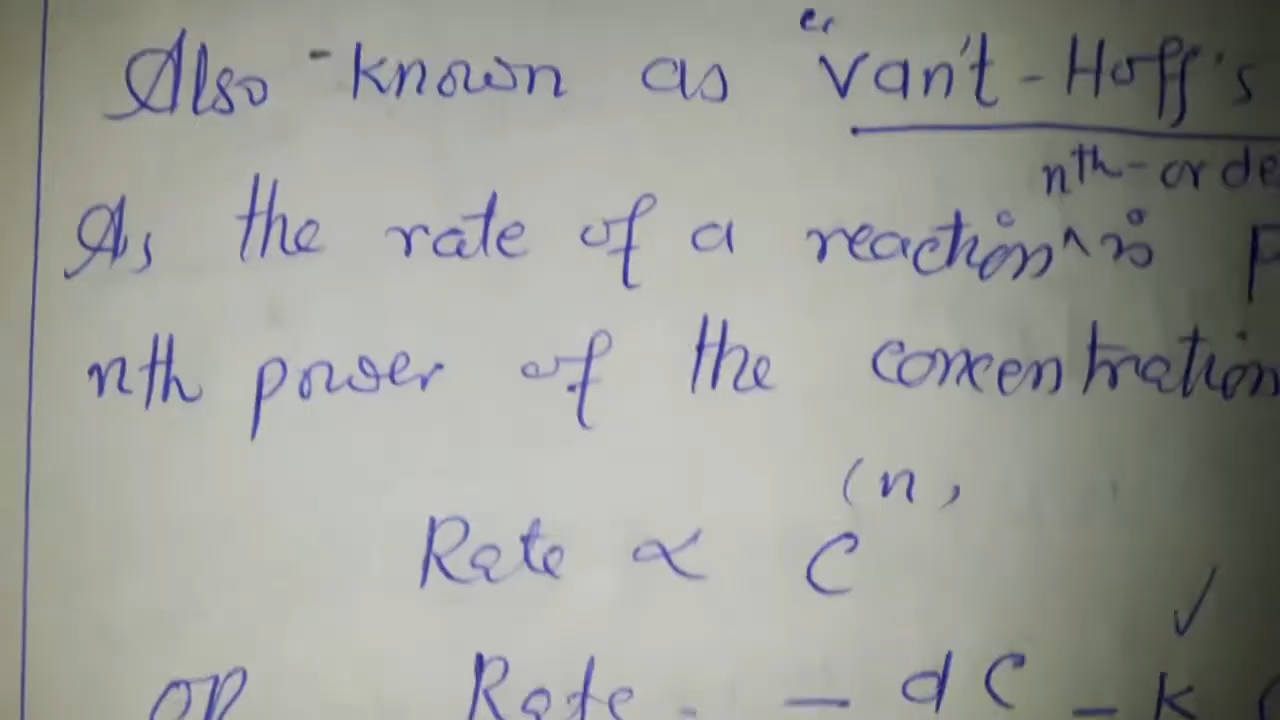 Also known as "Van't-Hoff's
nth-orde
As the rate of a reaction ^ is P
nth power of the concentration
Rate ∝ C^(n)
or Rate = - dC = K C